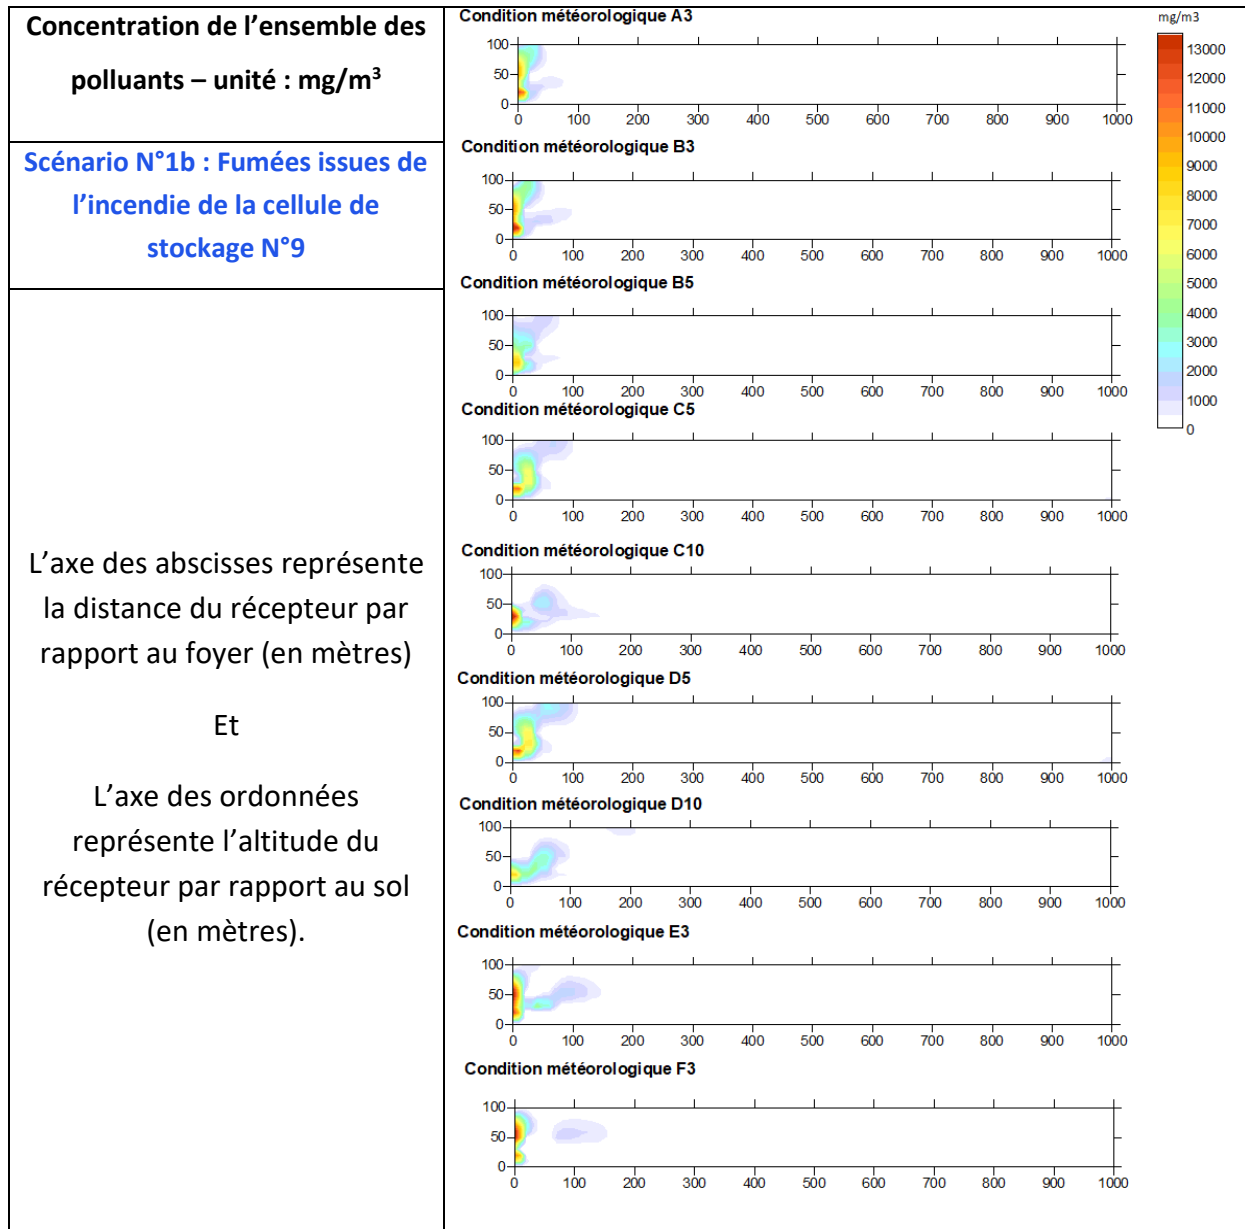 Concentration de l’ensemble des
polluants – unité : mg/m³
Scénario N°1b : Fumées issues de
l’incendie de la cellule de
stockage N°9
L’axe des abscisses représente
la distance du récepteur par
rapport au foyer (en mètres)
Et
L’axe des ordonnées
représente l’altitude du
récepteur par rapport au sol
(en mètres).
Condition météorologique A3
100
50
0
0 100 200 300 400 500 600 700 800 900 1000
Condition météorologique B3
100
50
0
0 100 200 300 400 500 600 700 800 900 1000
Condition météorologique B5
100
50
0
0 100 200 300 400 500 600 700 800 900 1000
Condition météorologique C5
100
50
0
0 100 200 300 400 500 600 700 800 900 1000
Condition météorologique C10
100
50
0
0 100 200 300 400 500 600 700 800 900 1000
Condition météorologique D5
100
50
0
0 100 200 300 400 500 600 700 800 900 1000
Condition météorologique D10
100
50
0
0 100 200 300 400 500 600 700 800 900 1000
Condition météorologique E3
100
50
0
0 100 200 300 400 500 600 700 800 900 1000
Condition météorologique F3
100
50
0
0 100 200 300 400 500 600 700 800 900 1000
mg/m3
13000
12000
11000
10000
9000
8000
7000
6000
5000
4000
3000
2000
1000
0